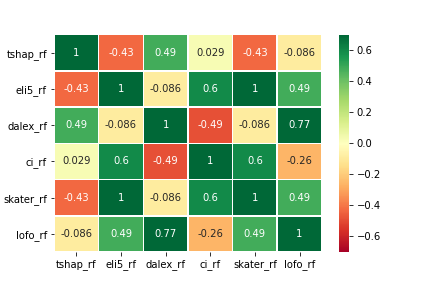 tshap_rf 1 -0.43 0.49 0.029 -0.43 -0.086
eli5_rf -0.43 1 -0.086 0.6 1 0.49
dalex_rf 0.49 -0.086 1 -0.49 -0.086 0.77
ci_rf 0.029 0.6 -0.49 1 0.6 -0.26
skater_rf -0.43 1 -0.086 0.6 1 0.49
lofo_rf -0.086 0.49 0.77 -0.26 0.49 1
tshap_rf eli5_rf dalex_rf ci_rf skater_rf lofo_rf
0.6
0.4
0.2
0.0
−0.2
−0.4
−0.6